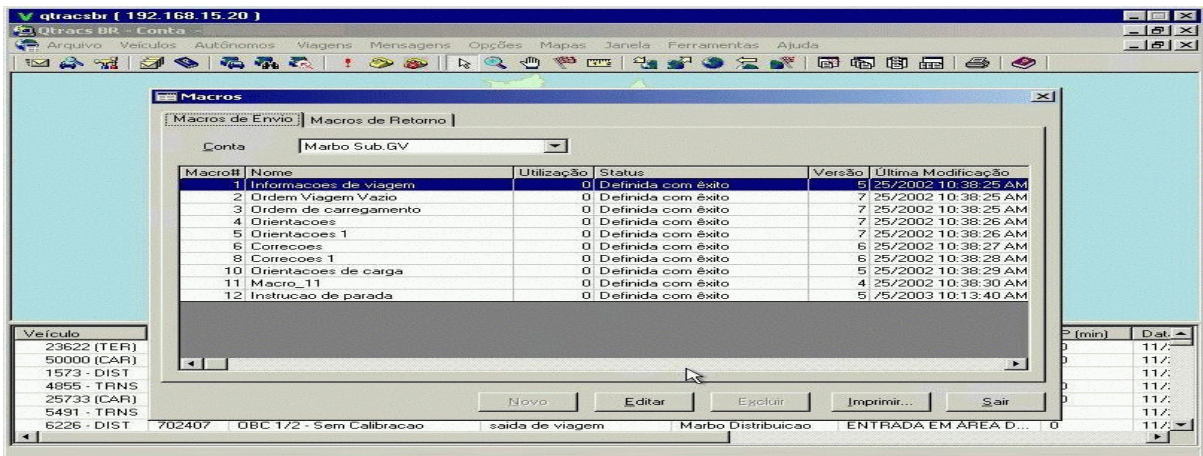 qtracsbr ( 192.168.15.20 )
Qtracs BR - Conta -
Arquivo Veículos Autônomos Viagens Mensagens Opções Mapas Janela Ferramentas Ajuda
Macros
Macros de Envio Macros de Retorno
Conta Marbo Sub.GV
Macro# Nome Utilização Status Versão Última Modificação
1 Informacoes de viagem 0 Definida com êxito 5 25/2002 10:38:25 AM
2 Ordem Viagem Vazio 0 Definida com êxito 7 25/2002 10:38:25 AM
3 Ordem de carregamento 0 Definida com êxito 7 25/2002 10:38:25 AM
4 Orientacoes 0 Definida com êxito 7 25/2002 10:38:26 AM
5 Orientacoes 1 0 Definida com êxito 7 25/2002 10:38:26 AM
6 Correcoes 0 Definida com êxito 6 25/2002 10:38:27 AM
8 Correcoes 1 0 Definida com êxito 6 25/2002 10:38:28 AM
10 Orientacoes de carga 0 Definida com êxito 5 25/2002 10:38:29 AM
11 Macro_11 0 Definida com êxito 4 25/2002 10:38:30 AM
12 Instrucao de parada 0 Definida com êxito 5 /5/2003 10:13:40 AM
Veículo P (min) Dat
23622 (TER) 11/
50000 (CAR) 11/
1573 - DIST 11/
4855 - TRNS 11/
25733 (CAR) 11/
5491 - TRNS 11/
Novo Editar Excluir Imprimir... Sair
6226 - DIST 702407 OBC 1/2 - Sem Calibracao saida de viagem Marbo Distribuicao ENTRADA EM AREA D... 0 11/